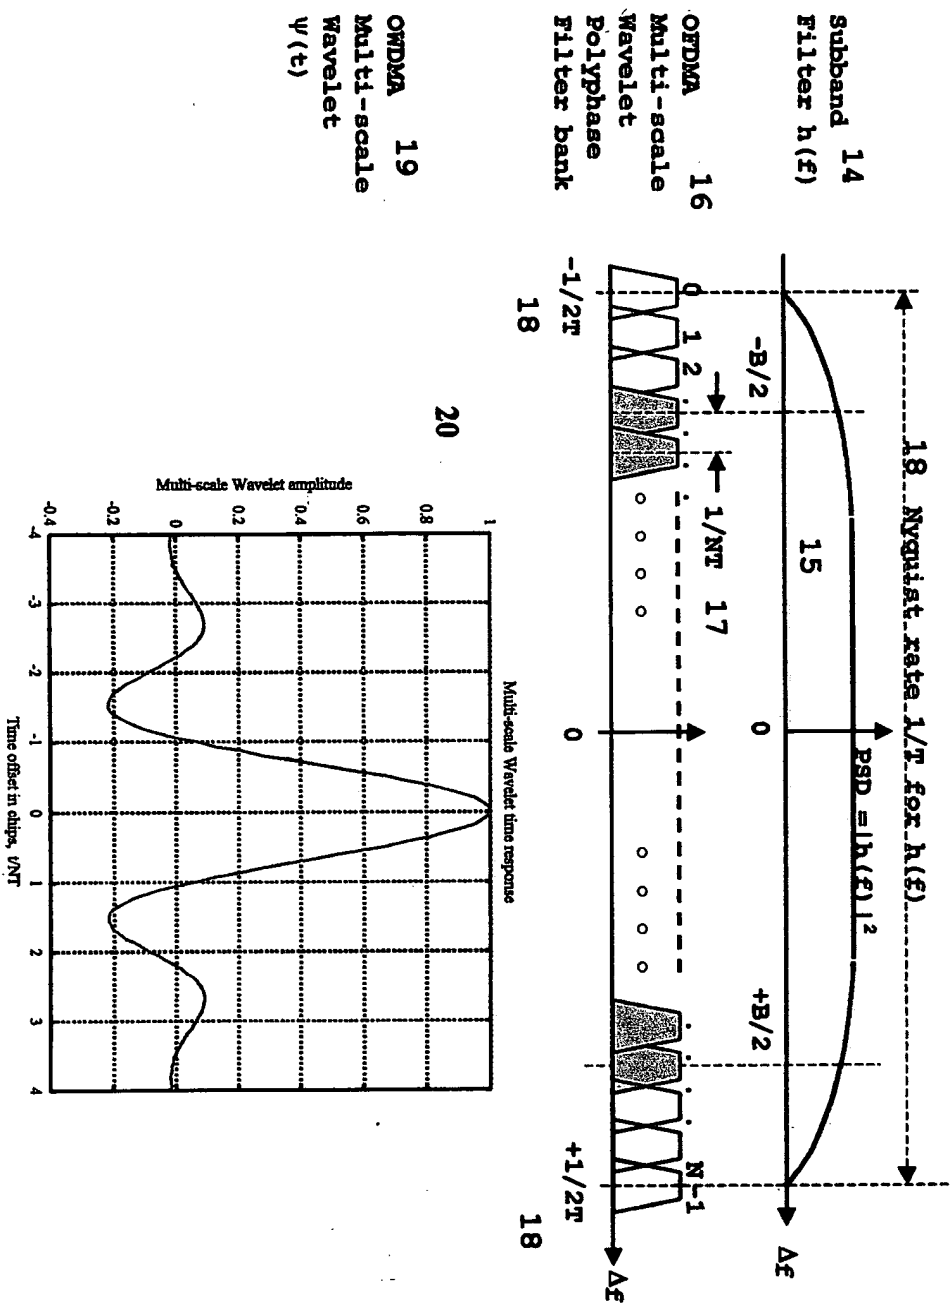 18 Nyquist rate 1/T for h(f)
Subband 14
Filter h(f)
PSD =|h(f)|²
15
-B/2
0
+B/2
Δf
OFDMA 16
Multi-scale
Wavelet
Polyphase
Filter bank
0
1
2
1/NT 17
N-1
-1/2T
0
+1/2T
Δf
18
18
OWDMA 19
Multi-scale
Wavelet
Ψ(t)
20
Multi-scale Wavelet time response
Multi-scale Wavelet amplitude
1
0.8
0.6
0.4
0.2
0
-0.2
-0.4
-4 -3 -2 -1 0 1 2 3 4
Time offset in chips, t/NT